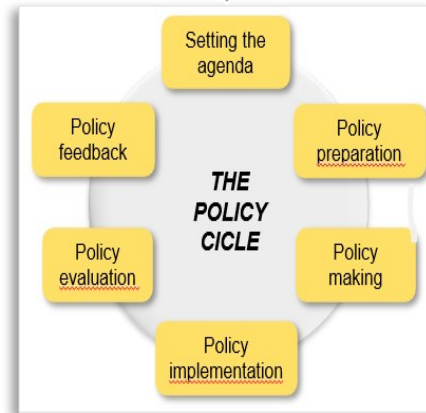 Setting the
agenda
Policy
preparation
Policy
making
Policy
implementation
Policy
evaluation
Policy
feedback
THE
POLICY
CICLE